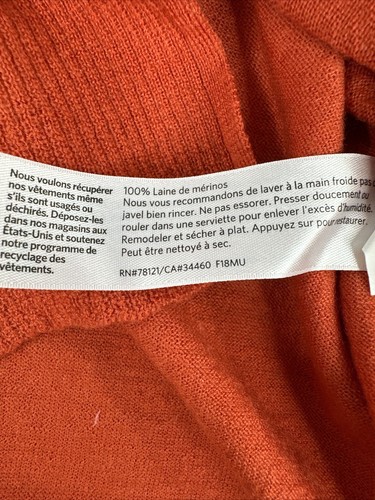 Nous voulons récupérer
nos vêtements même
s'ils sont usagés ou
déchirés. Déposez-les
dans nos magasins aux
États-Unis et soutenez
notre programme de
recyclage des
vêtements.
100% Laine de mérinos
Nous vous recommandons de laver à la main froide pas
javel bien rincer. Ne pas essorer. Presser doucement ou
rouler dans une serviette pour enlever l'excès d'humidité.
Remodeler et sécher à plat. Appuyez sur pour instaurer.
Peut être nettoyé à sec.
RN#78121/CA#34460 F18MU